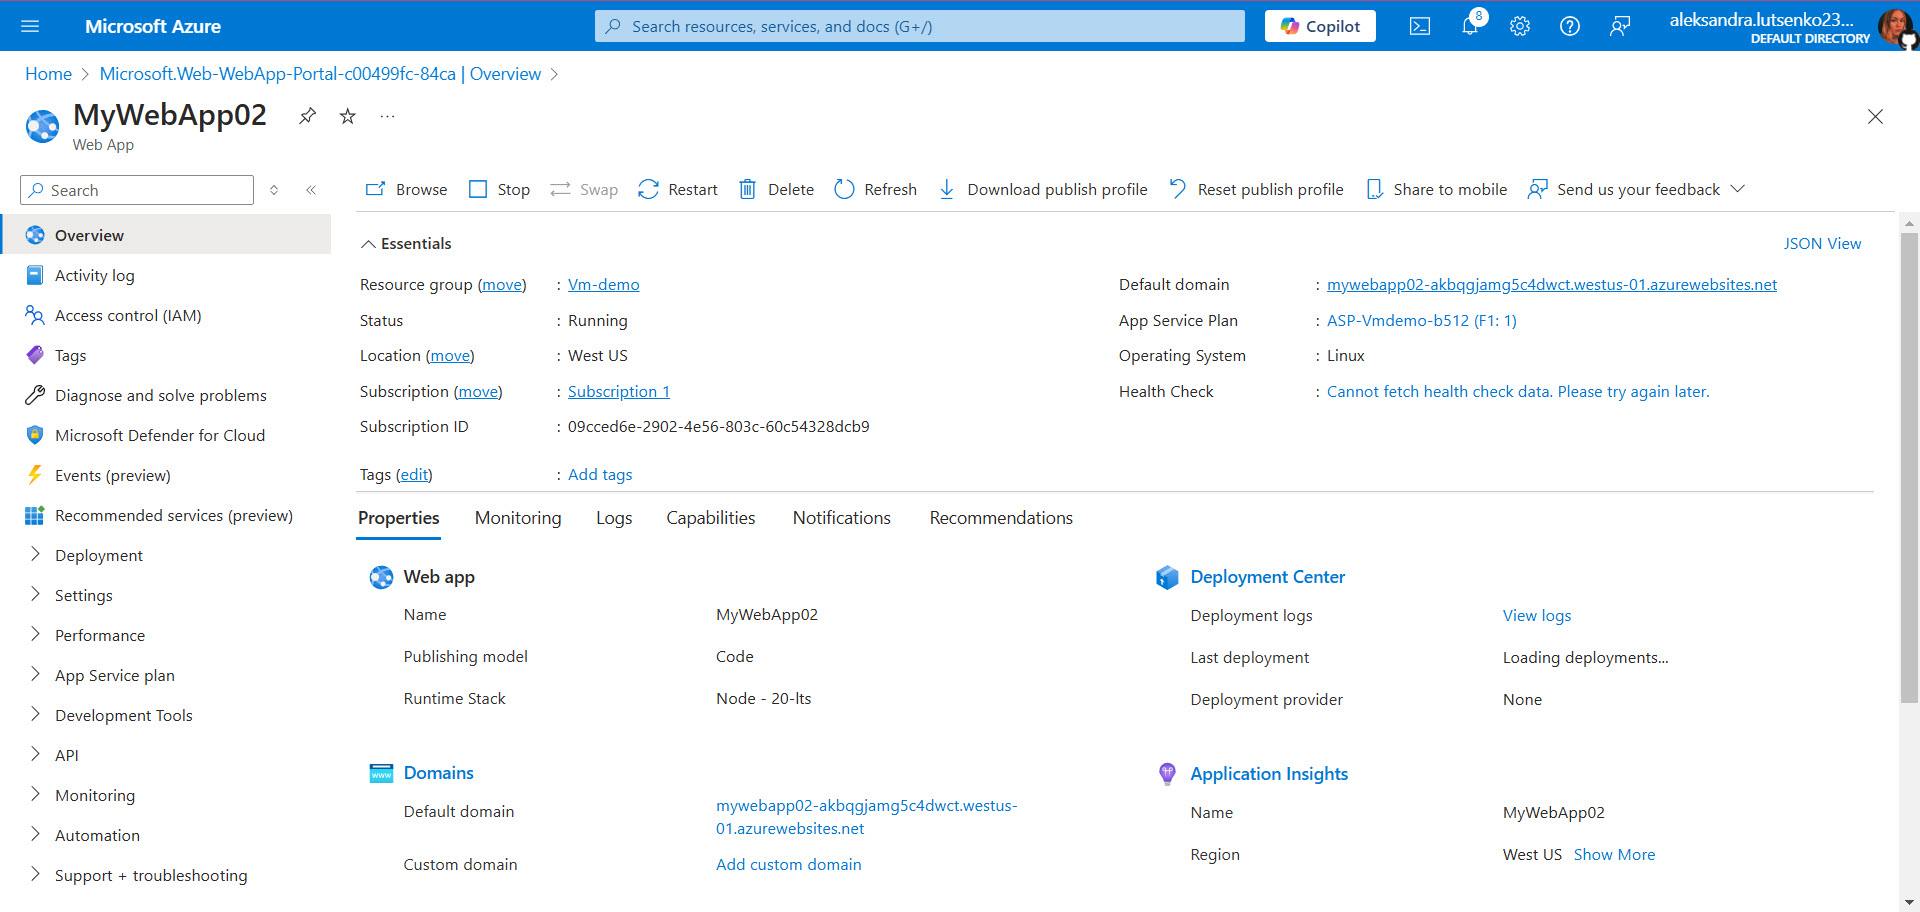 Microsoft Azure
Search resources, services, and docs (G+/)
Copilot
8
aleksandra.lutsenko23...
DEFAULT DIRECTORY
Home > Microsoft.Web-WebApp-Portal-c00499fc-84ca | Overview >
MyWebApp02
...
Web App
Search
Browse Stop Swap Restart Delete Refresh Download publish profile Reset publish profile Share to mobile Send us your feedback
Overview
Activity log
Access control (IAM)
Tags
Diagnose and solve problems
Microsoft Defender for Cloud
Events (preview)
Recommended services (preview)
Deployment
Settings
Performance
App Service plan
Development Tools
API
Monitoring
Automation
Support + troubleshooting
Essentials
JSON View
Resource group (move) : Vm-demo
Status : Running
Location (move) : West US
Subscription (move) : Subscription 1
Subscription ID : 09cced6e-2902-4e56-803c-60c54328dcb9
Tags (edit) : Add tags
Default domain : mywebapp02-akbqgjamg5c4dwct.westus-01.azurewebsites.net
App Service Plan : ASP-Vmdemo-b512 (F1: 1)
Operating System : Linux
Health Check : Cannot fetch health check data. Please try again later.
Properties Monitoring Logs Capabilities Notifications Recommendations
Web app
Name MyWebApp02
Publishing model Code
Runtime Stack Node - 20-lts
Deployment Center
Deployment logs View logs
Last deployment Loading deployments...
Deployment provider None
www
Domains
Default domain mywebapp02-akbqgjamg5c4dwct.westus-
01.azurewebsites.net
Custom domain Add custom domain
Application Insights
Name MyWebApp02
Region West US Show More